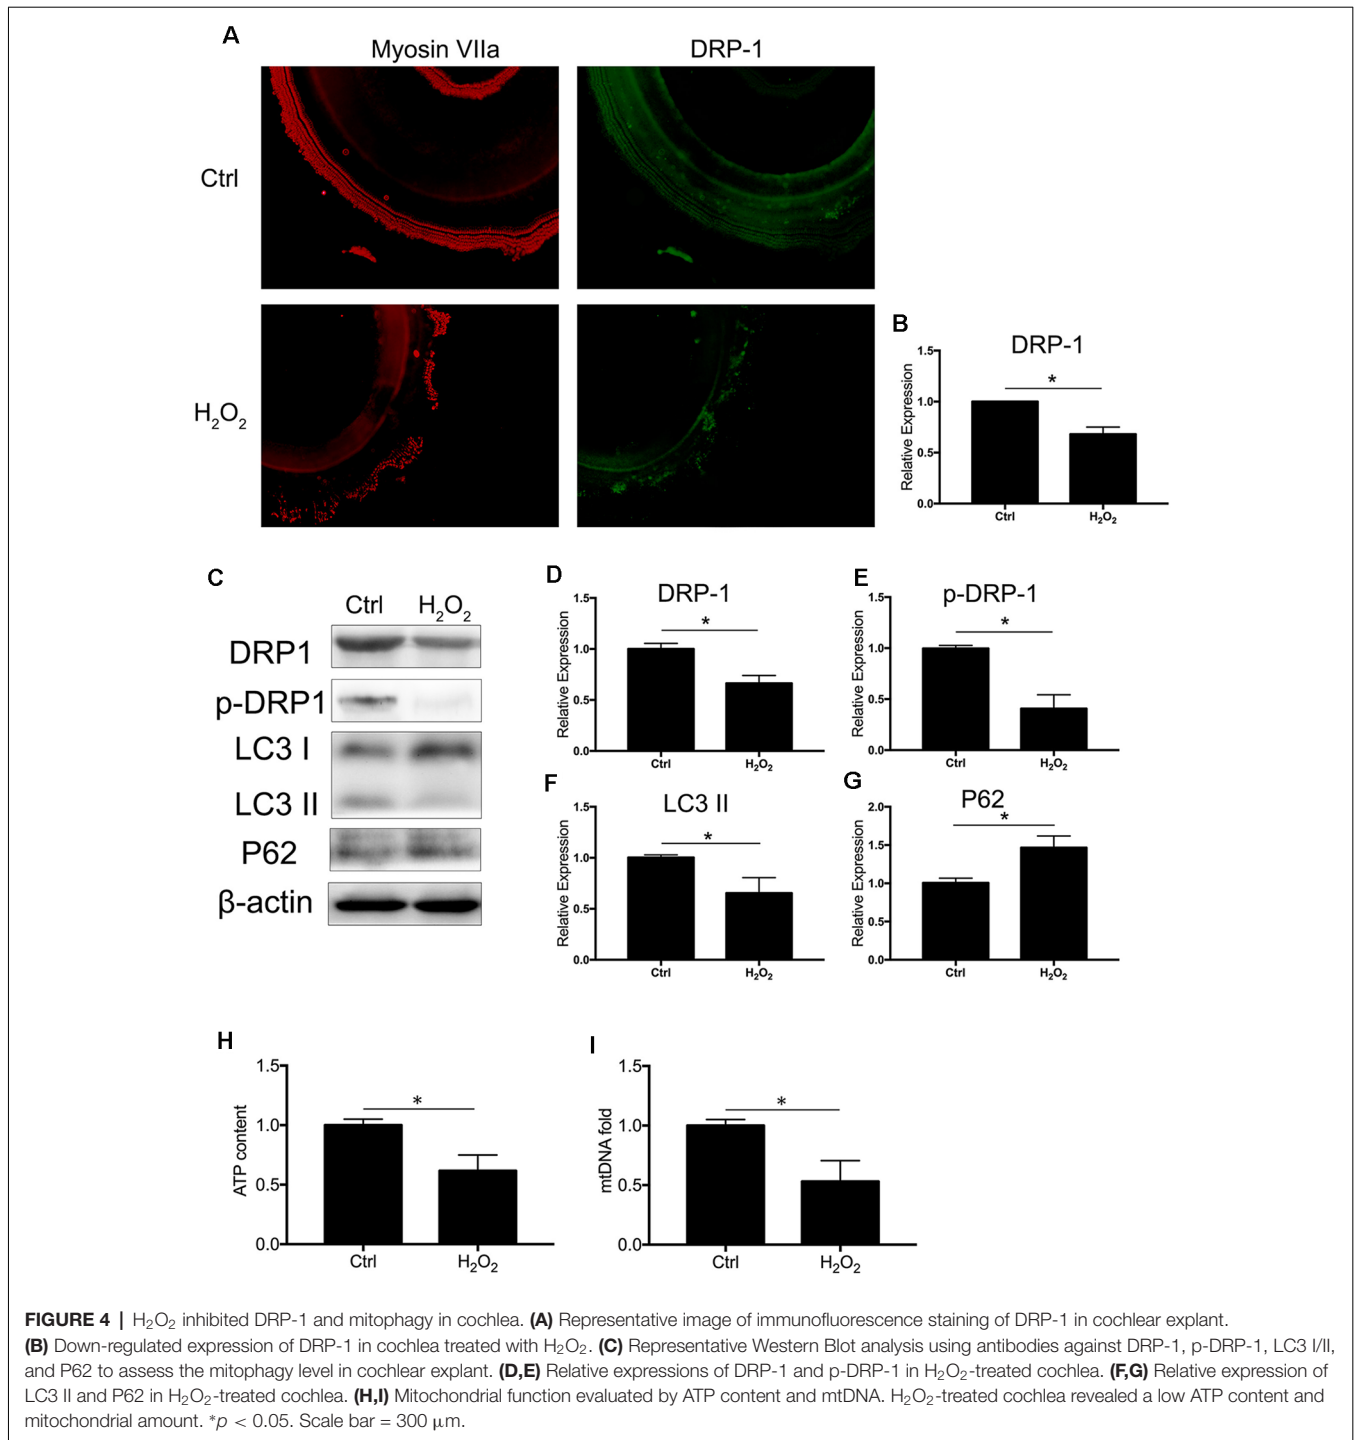 A
Myosin VIIa
DRP-1
Ctrl
H₂O₂
B
DRP-1
*
Relative Expression
1.5
1.0
0.5
0.0
Ctrl
H₂O₂
C
Ctrl
H₂O₂
DRP1
p-DRP1
LC3 I
LC3 II
P62
β-actin
D
DRP-1
*
Relative Expression
1.5
1.0
0.5
0.0
Ctrl
H₂O₂
E
p-DRP-1
*
Relative Expression
1.5
1.0
0.5
0.0
Ctrl
H₂O₂
F
LC3 II
*
Relative Expression
1.5
1.0
0.5
0.0
Ctrl
H₂O₂
G
P62
*
Relative Expression
2.0
1.5
1.0
0.5
0.0
Ctrl
H₂O₂
H
*
ATP content
1.5
1.0
0.5
0.0
Ctrl
H₂O₂
I
*
mtDNA fold
1.5
1.0
0.5
0.0
Ctrl
H₂O₂
FIGURE 4 | H₂O₂ inhibited DRP-1 and mitophagy in cochlea. (A) Representative image of immunofluorescence staining of DRP-1 in cochlear explant.
(B) Down-regulated expression of DRP-1 in cochlea treated with H₂O₂. (C) Representative Western Blot analysis using antibodies against DRP-1, p-DRP-1, LC3 I/II,
and P62 to assess the mitophagy level in cochlear explant. (D,E) Relative expressions of DRP-1 and p-DRP-1 in H₂O₂-treated cochlea. (F,G) Relative expression of
LC3 II and P62 in H₂O₂-treated cochlea. (H,I) Mitochondrial function evaluated by ATP content and mtDNA. H₂O₂-treated cochlea revealed a low ATP content and
mitochondrial amount. *p < 0.05. Scale bar = 300 μm.